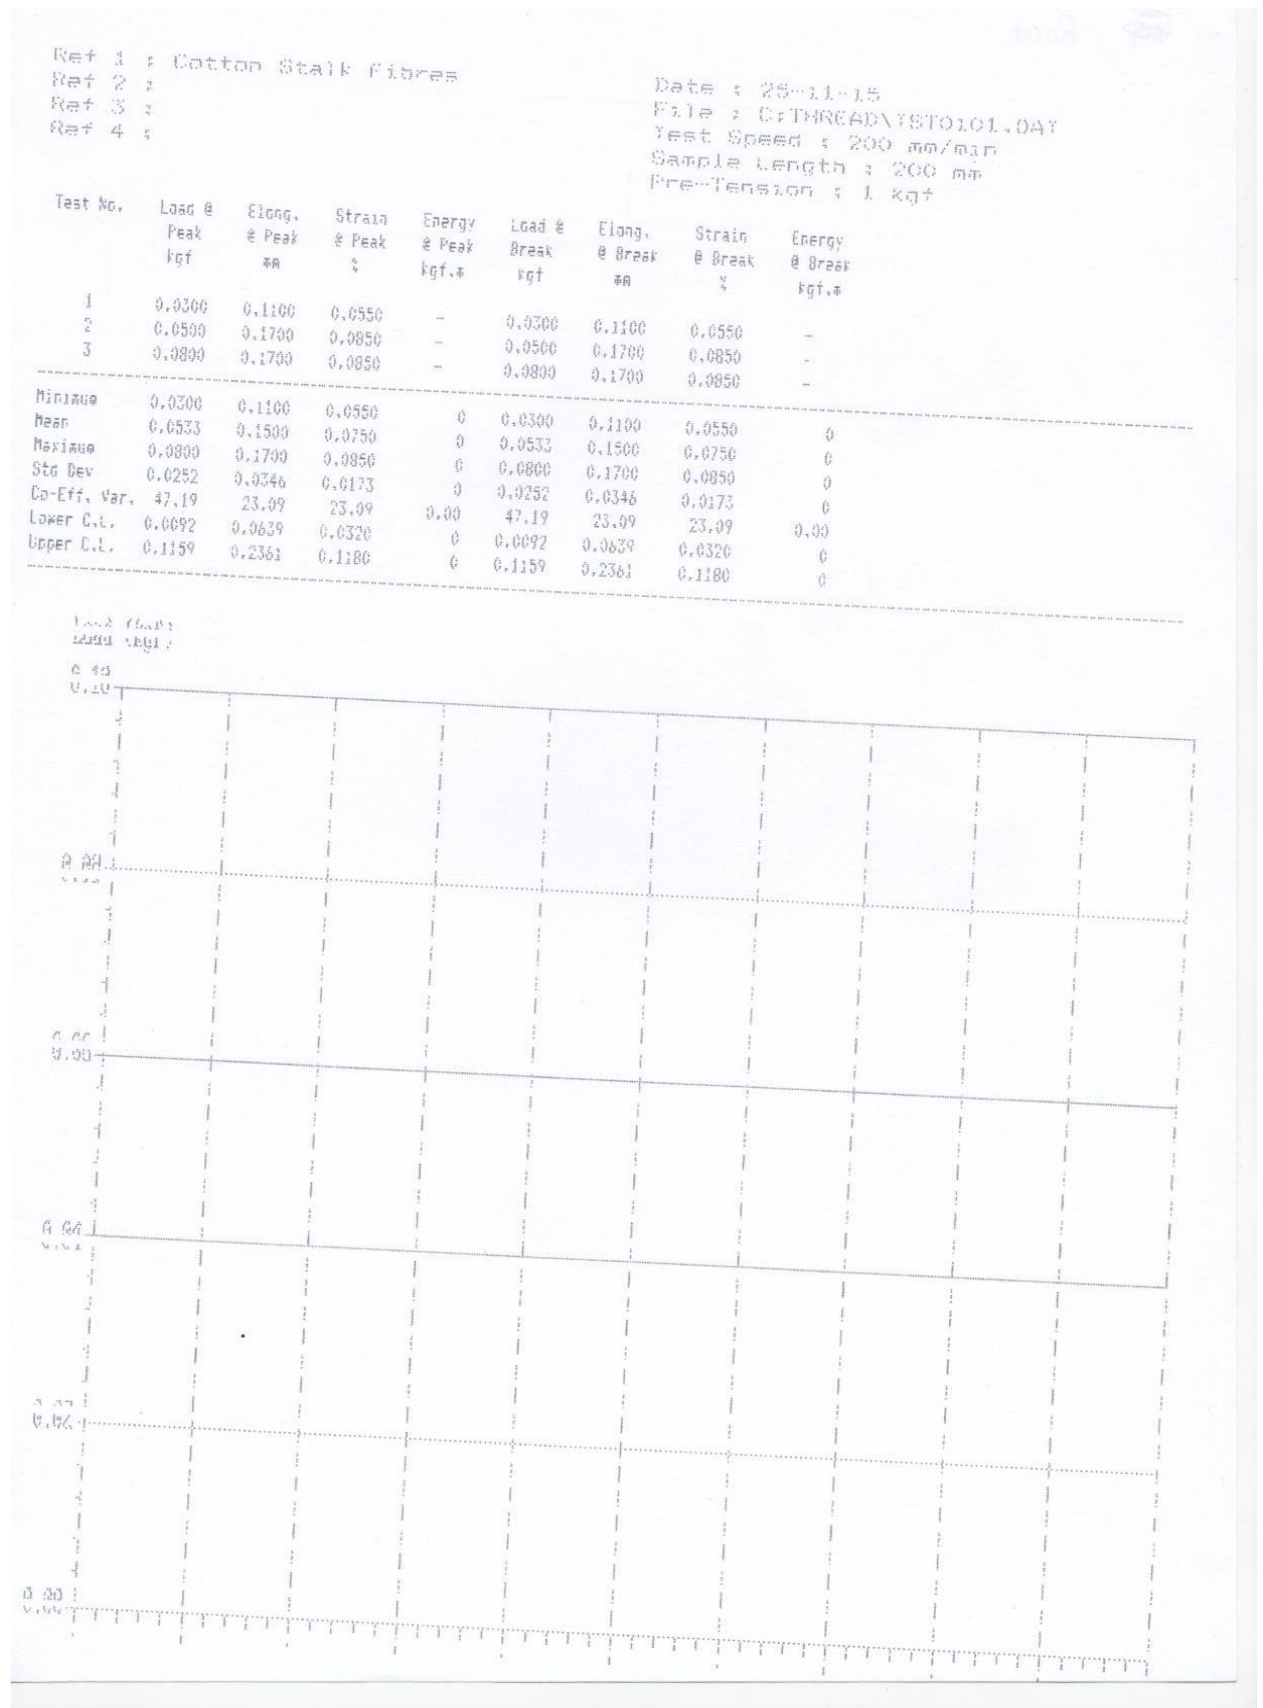 Ref 1 : Cotton Stalk Fibres
Ref 2 :
Ref 3 :
Ref 4 :
Date : 25-11-15
File : C:THREAD\TST0101.DAT
Test Speed : 200 mm/min
Sample Length : 200 mm
Pre-Tension : 1 kgf
Test No. Load @ Elong. Strain Energy Load @ Elong. Strain Energy
Peak @ Peak @ Peak @ Peak Break @ Break @ Break @ Break
kgf mm % kgf.m kgf mm % kgf.m
1 0.0300 0.1100 0.0550 - 0.0300 0.1100 0.0550 -
2 0.0500 0.1700 0.0850 - 0.0500 0.1700 0.0850 -
3 0.0800 0.1700 0.0850 - 0.0800 0.1700 0.0850 -
Minimum 0.0300 0.1100 0.0550 0 0.0300 0.1100 0.0550 0
Mean 0.0533 0.1500 0.0750 0 0.0533 0.1500 0.0750 0
Maximum 0.0800 0.1700 0.0850 0 0.0800 0.1700 0.0850 0
Std Dev 0.0252 0.0346 0.0173 0 0.0252 0.0346 0.0173 0
Co-Eff. Var. 47.19 23.09 23.09 0.00 47.19 23.09 23.09 0.00
Lower C.L. 0.0092 0.0639 0.0320 0 0.0092 0.0639 0.0320 0
Upper C.L. 0.1159 0.2361 0.1180 0 0.1159 0.2361 0.1180 0
Load (kgf)
0.10
0.08
0.06
0.04
0.02
0.00